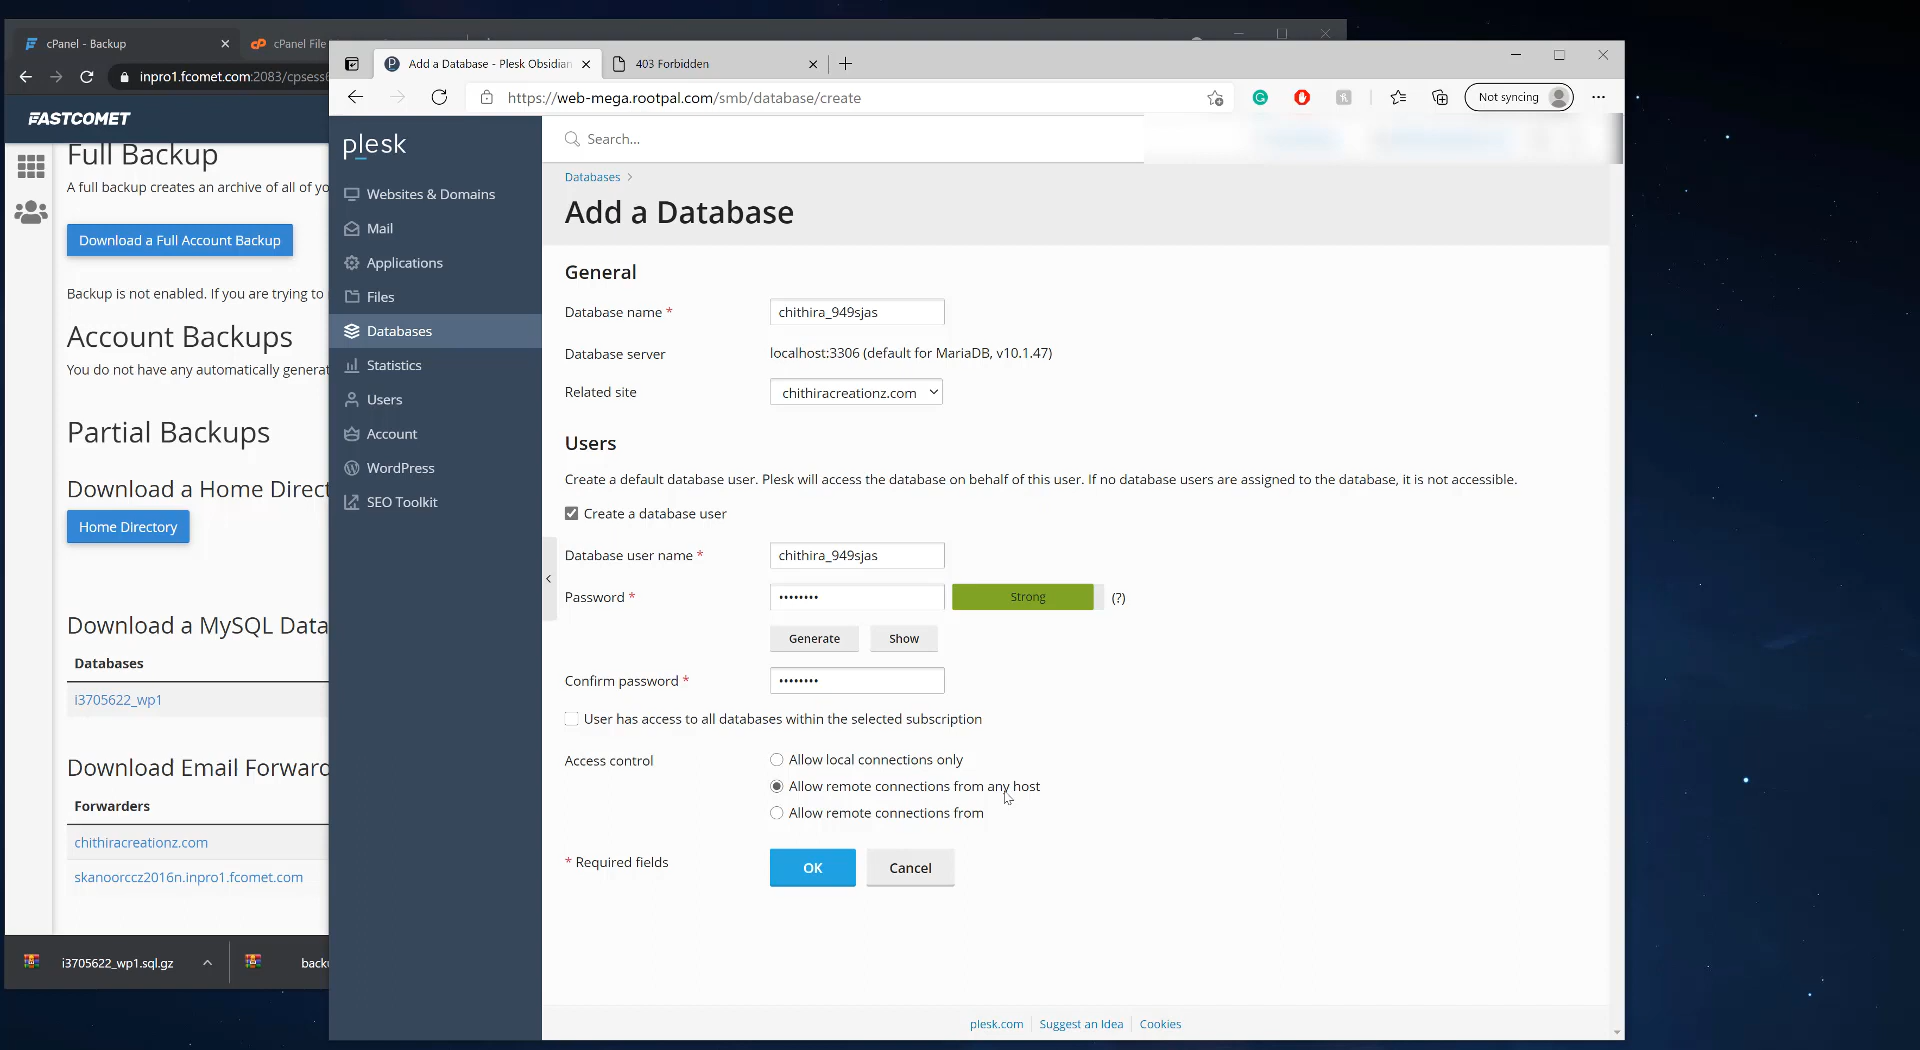 cPanel - Backup
cPanel File
inpro1.fcomet.com:2083/cpsess6
FASTCOMET
Full Backup
A full backup creates an archive of all of yo
Download a Full Account Backup
Backup is not enabled. If you are trying to
Account Backups
You do not have any automatically generat
Partial Backups
Download a Home Direct
Home Directory
Download a MySQL Data
Databases
i3705622_wp1
Download Email Forward
Forwarders
chithiracreationz.com
skanoorccz2016n.inpro1.fcomet.com
i3705622_wp1.sql.gz
backu
Add a Database - Plesk Obsidian
403 Forbidden
https://web-mega.rootpal.com/smb/database/create
Not syncing
plesk
Websites & Domains
Mail
Applications
Files
Databases
Statistics
Users
Account
WordPress
SEO Toolkit
Search...
Databases
Add a Database
General
Database name *
chithira_949sjas
Database server
localhost:3306 (default for MariaDB, v10.1.47)
Related site
chithiracreationz.com
Users
Create a default database user. Plesk will access the database on behalf of this user. If no database users are assigned to the database, it is not accessible.
Create a database user
Database user name *
chithira_949sjas
Password *
••••••••
Strong
(?)
Generate
Show
Confirm password *
••••••••
User has access to all databases within the selected subscription
Access control
Allow local connections only
Allow remote connections from any host
Allow remote connections from
* Required fields
OK
Cancel
plesk.com
Suggest an Idea
Cookies